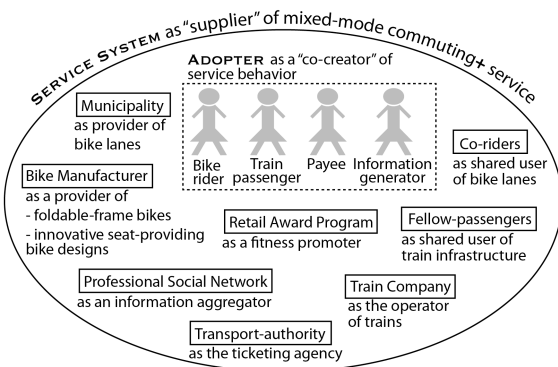 SERVICE SYSTEM as “supplier” of mixed-mode commuting+ service
ADOPTER as a “co-creator” of
service behavior
Bike
rider
Train
passenger
Payee
Information
generator
Municipality
as provider of
bike lanes
Co-riders
as shared user
of bike lanes
Bike Manufacturer
as a provider of
- foldable-frame bikes
- innovative seat-providing
bike designs
Retail Award Program
as a fitness promoter
Fellow-passengers
as shared user of
train infrastructure
Professional Social Network
as an information aggregator
Train Company
as the operator
of trains
Transport-authority
as the ticketing agency